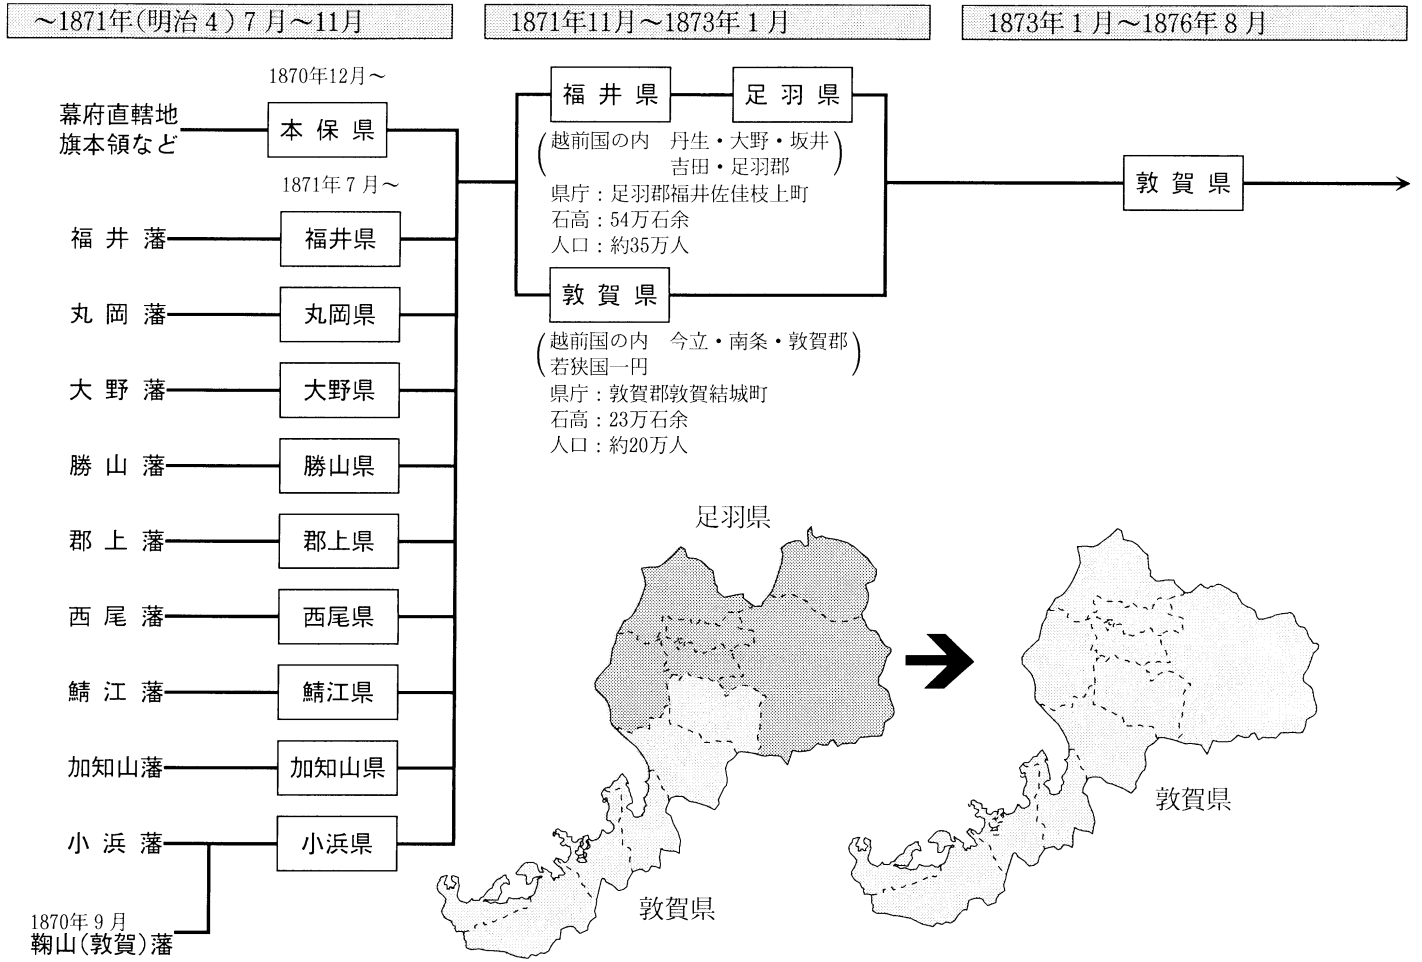 ～1871年(明治４)７月～11月
1871年11月～1873年１月
1873年１月～1876年８月
1870年12月～
幕府直轄地
旗本領など
本保県
1871年７月～
福井藩
福井県
丸岡藩
丸岡県
大野藩
大野県
勝山藩
勝山県
郡上藩
郡上県
西尾藩
西尾県
鯖江藩
鯖江県
加知山藩
加知山県
小浜藩
小浜県
1870年９月
鞠山(敦賀)藩
福井県
足羽県
(越前国の内　丹生・大野・坂井
吉田・足羽郡)
県庁：足羽郡福井佐佳枝上町
石高：54万石余
人口：約35万人
敦賀県
(越前国の内　今立・南条・敦賀郡
若狭国一円)
県庁：敦賀郡敦賀結城町
石高：23万石余
人口：約20万人
敦賀県
足羽県
敦賀県
敦賀県